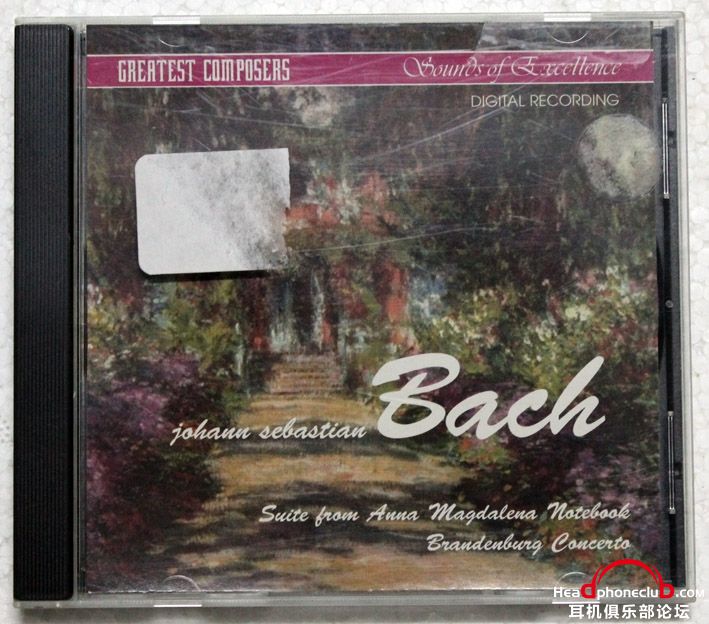 GREATEST COMPOSERS
Sounds of Excellence
DIGITAL RECORDING
johann sebastian Bach
Suite from Anna Magdalena Notebook
Brandenburg Concerto
HeadphoneclUb.com
耳机俱乐部论坛